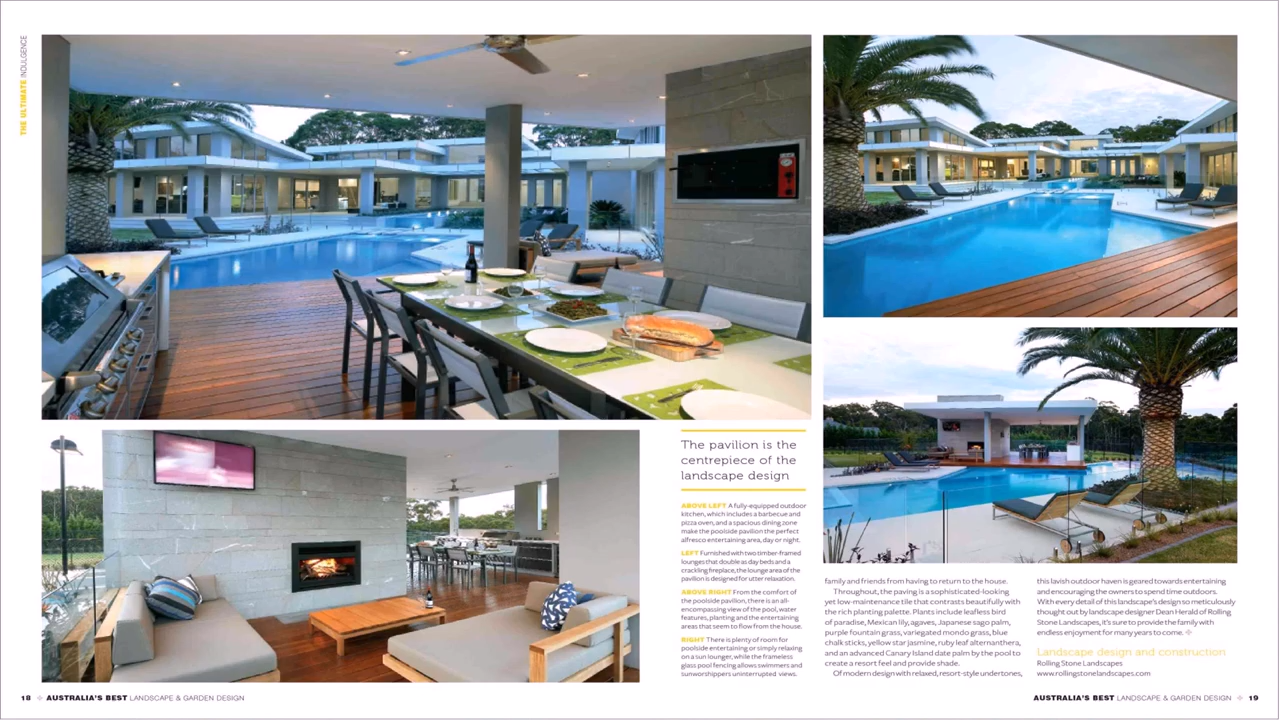 THE ULTIMATE INDULGENCE
The pavilion is the
centrepiece of the
landscape design
ABOVE LEFT A fully-equipped outdoor
kitchen, which includes a barbecue and
pizza oven, and a spacious dining zone
make the poolside pavilion the perfect
alfresco entertaining area, day or night.
LEFT Furnished with two timber-framed
lounges that double as day beds and a
crackling fireplace, the lounge area of the
pavilion is designed for utter relaxation.
ABOVE RIGHT From the comfort of
the poolside pavilion, there is an all-
encompassing view of the pool, water
features, planting and the entertaining
areas that seem to flow from the house.
RIGHT There is plenty of room for
poolside entertaining or simply relaxing
on a sun lounger, while the frameless
glass pool fencing allows swimmers and
sunworshippers uninterrupted views.
family and friends from having to return to the house.
Throughout, the paving is a sophisticated-looking
yet low-maintenance tile that contrasts beautifully with
the rich planting palette. Plants include leafless bird
of paradise, Mexican lily, agaves, Japanese sago palm,
purple fountain grass, variegated mondo grass, blue
chalk sticks, yellow star jasmine, ruby leaf alternanthera,
and an advanced Canary Island date palm by the pool to
create a resort feel and provide shade.
Of modern design with relaxed, resort-style undertones,
this lavish outdoor haven is geared towards entertaining
and encouraging the owners to spend time outdoors.
With every detail of this landscape's design so meticulously
thought out by landscape designer Dean Herald of Rolling
Stone Landscapes, it's sure to provide the family with
endless enjoyment for many years to come.
Landscape design and construction
Rolling Stone Landscapes
www.rollingstonelandscapes.com
18 AUSTRALIA'S BEST LANDSCAPE & GARDEN DESIGN
AUSTRALIA'S BEST LANDSCAPE & GARDEN DESIGN 19